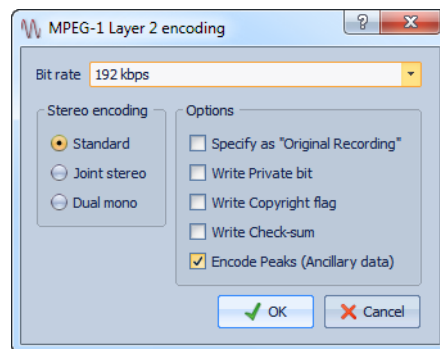 MPEG-1 Layer 2 encoding
Bit rate 192 kbps
Stereo encoding
Standard
Joint stereo
Dual mono
Options
Specify as "Original Recording"
Write Private bit
Write Copyright flag
Write Check-sum
Encode Peaks (Ancillary data)
OK Cancel